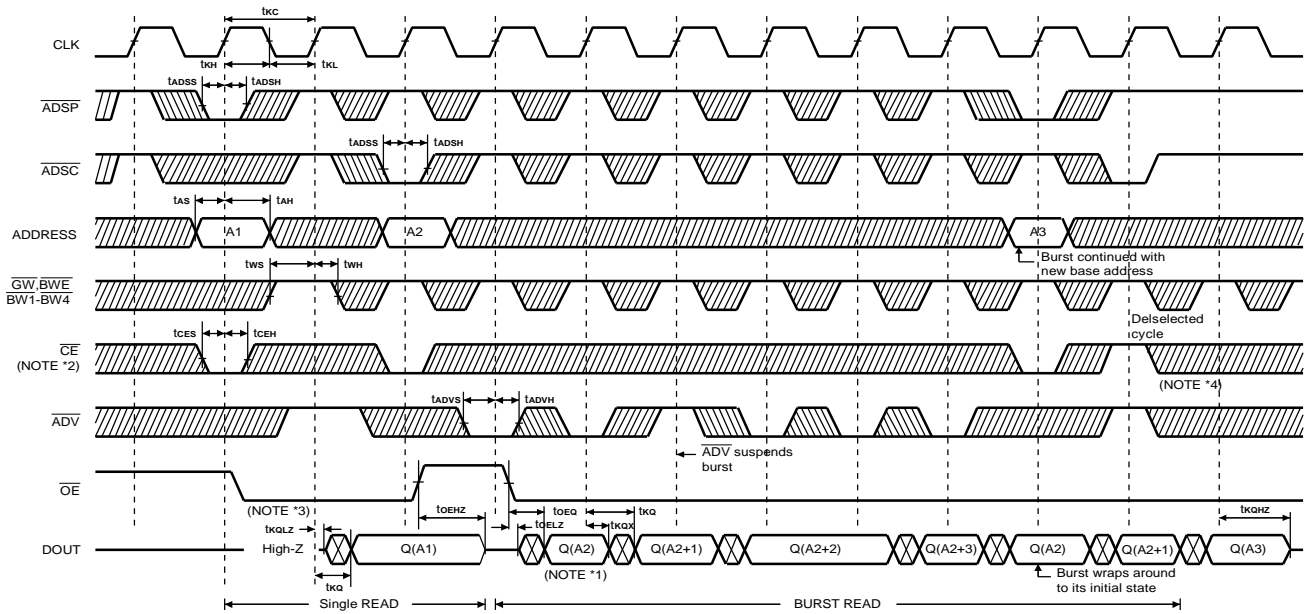 tKC
CLK
tKH
tKL
tADSS
tADSH
ADSP
tADSS
tADSH
ADSC
tAS
tAH
ADDRESS
A1
A2
A3
Burst continued with
new base address
tWS
tWH
GW,BWE
BW1-BW4
Delselected
cycle
tCES
tCEH
CE
(NOTE *2)
(NOTE *4)
tADVS
tADVH
ADV
ADV suspends
burst
OE
(NOTE *3)
tOEHZ
tOEQ
tKQ
tOELZ
tKQX
tKQLZ
tKQHZ
DOUT
High-Z
Q(A1)
Q(A2)
Q(A2+1)
Q(A2+2)
Q(A2+3)
Q(A2)
Q(A2+1)
Q(A3)
(NOTE *1)
tKQ
Burst wraps around
to its initial state
Single READ
BURST READ